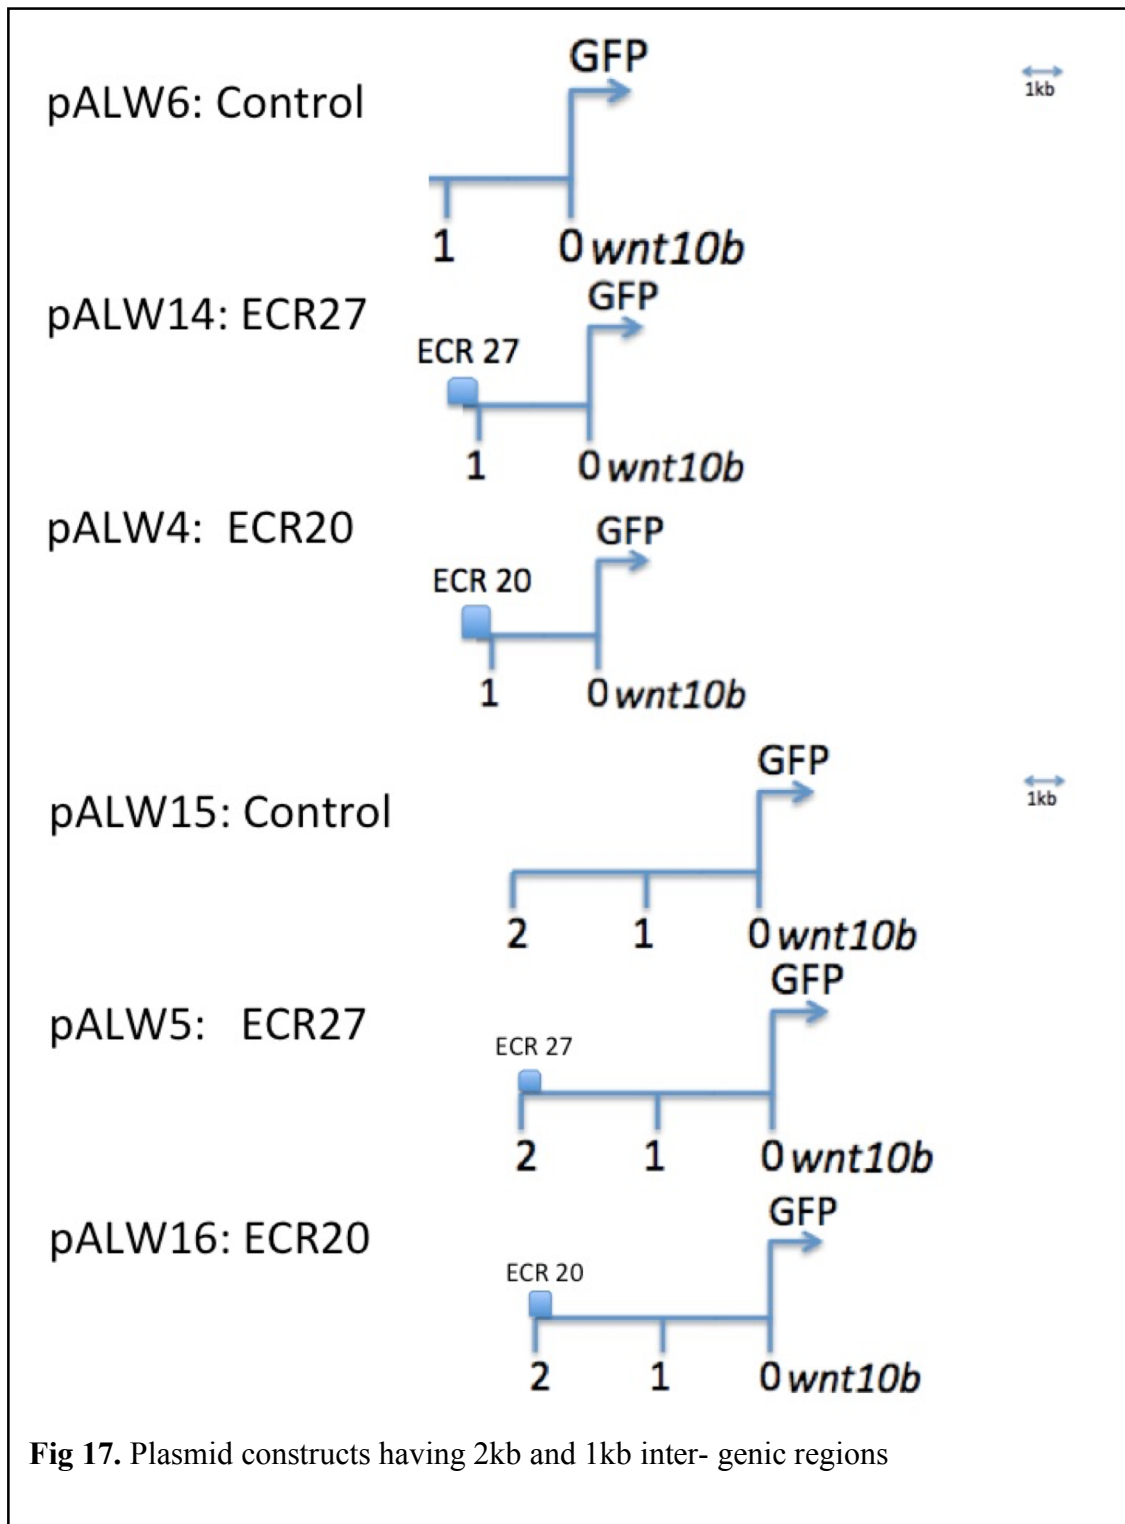 GFP
pALW6: Control
1kb
1 0 wnt10b
pALW14: ECR27
GFP
ECR 27
1 0 wnt10b
pALW4: ECR20
GFP
ECR 20
1 0 wnt10b
GFP
pALW15: Control
1kb
2 1 0 wnt10b
GFP
pALW5: ECR27
ECR 27
2 1 0 wnt10b
GFP
pALW16: ECR20
ECR 20
2 1 0 wnt10b
Fig 17. Plasmid constructs having 2kb and 1kb inter- genic regions